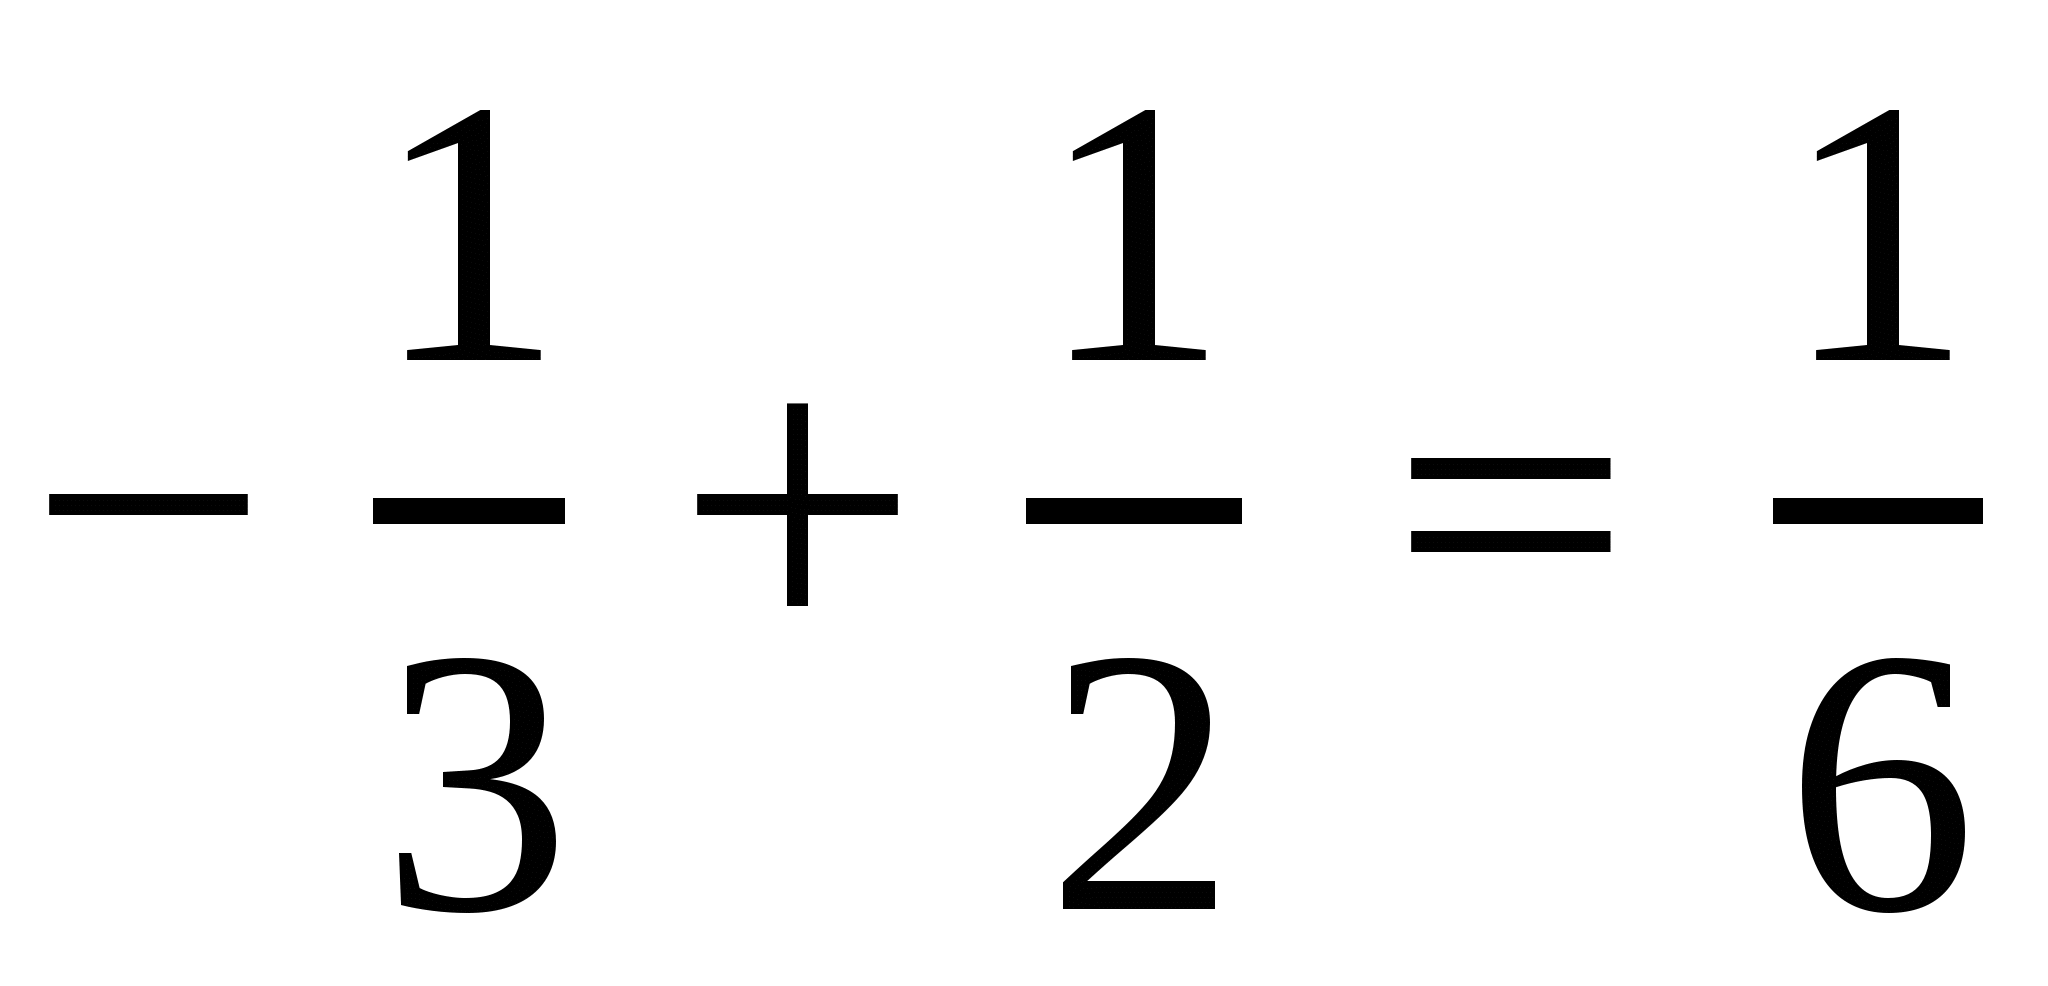 − 1/3 + 1/2 = 1/6